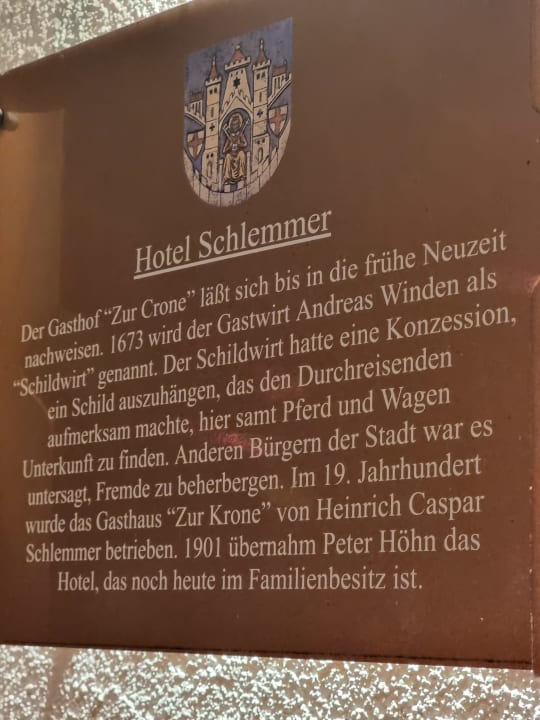 Hotel Schlemmer
Der Gasthof “Zur Crone” läßt sich bis in die frühe Neuzeit
nachweisen. 1673 wird der Gastwirt Andreas Winden als
“Schildwirt” genannt. Der Schildwirt hatte eine Konzession,
ein Schild auszuhängen, das den Durchreisenden
aufmerksam machte, hier samt Pferd und Wagen
Unterkunft zu finden. Anderen Bürgern der Stadt war es
untersagt, Fremde zu beherbergen. Im 19. Jahrhundert
wurde das Gasthaus “Zur Krone” von Heinrich Caspar
Schlemmer betrieben. 1901 übernahm Peter Höhn das
Hotel, das noch heute im Familienbesitz ist.